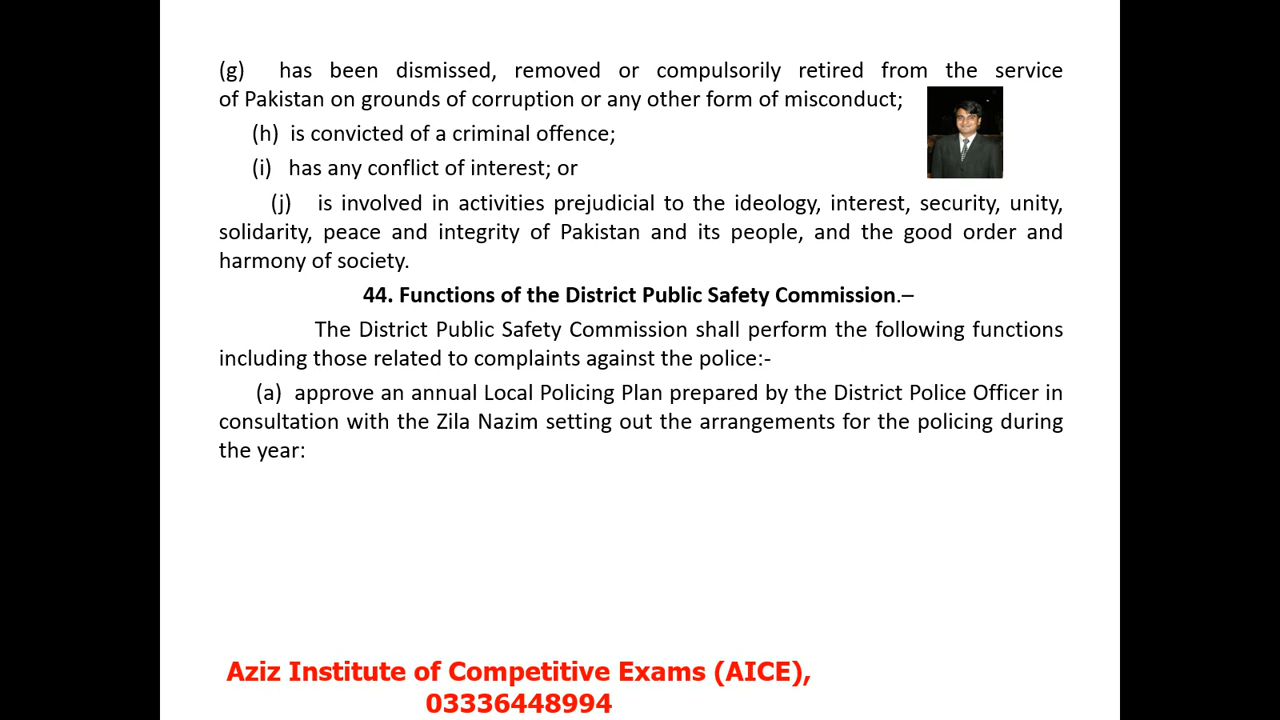 (g) has been dismissed, removed or compulsorily retired from the service
of Pakistan on grounds of corruption or any other form of misconduct;
(h) is convicted of a criminal offence;
(i) has any conflict of interest; or
(j) is involved in activities prejudicial to the ideology, interest, security, unity,
solidarity, peace and integrity of Pakistan and its people, and the good order and
harmony of society.
44. Functions of the District Public Safety Commission.–
The District Public Safety Commission shall perform the following functions
including those related to complaints against the police:-
(a) approve an annual Local Policing Plan prepared by the District Police Officer in
consultation with the Zila Nazim setting out the arrangements for the policing during
the year:
Aziz Institute of Competitive Exams (AICE),
03336448994